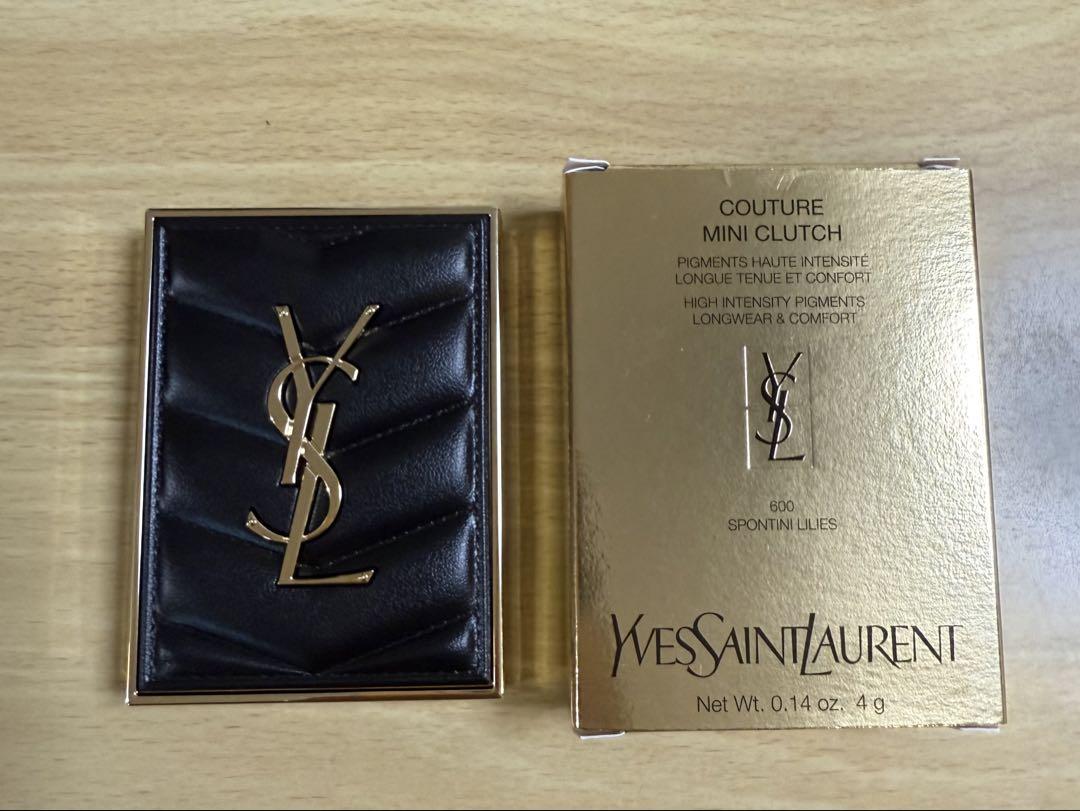 YSL
COUTURE
MINI CLUTCH
PIGMENTS HAUTE INTENSITÉ
LONGUE TENUE ET CONFORT
HIGH INTENSITY PIGMENTS
LONGWEAR & COMFORT
YSL
600
SPONTINI LILIES
YVESSAINTLAURENT
Net Wt. 0.14 oz. 4 g